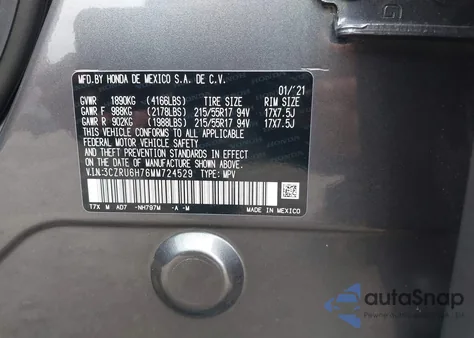 MFD.BY HONDA DE MEXICO S.A. DE C.V.
01/'21
GVWR 1890KG (4166LBS) TIRE SIZE RIM SIZE
GAWR F 988KG (2178LBS) 215/55R17 94V 17X7.5J
GAWR R 902KG (1988LBS) 215/55R17 94V 17X7.5J
THIS VEHICLE CONFORMS TO ALL APPLICABLE
FEDERAL MOTOR VEHICLE SAFETY AND THEFT
PREVENTION STANDARDS IN EFFECT ON THE
DATE OF MANUFACTURE SHOWN ABOVE.
VIN:3CZRU6H76MM724529 TYPE: MPV
T7X M AD7 -NH797M -A -M
MADE IN MEXICO
autoSnap